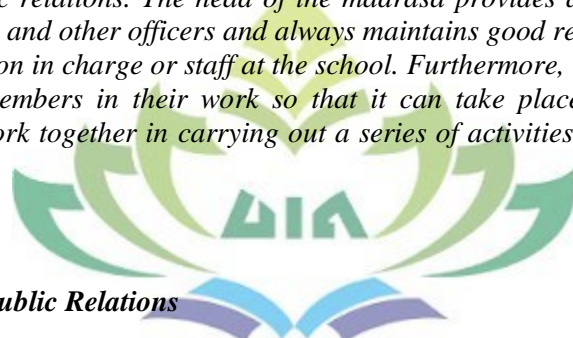 ic relations. The head of the madrasa provides
and other officers and always maintains good re
on in charge or staff at the school. Furthermore,
embers in their work so that it can take place
ork together in carrying out a series of activities
UIN
ublic Relations